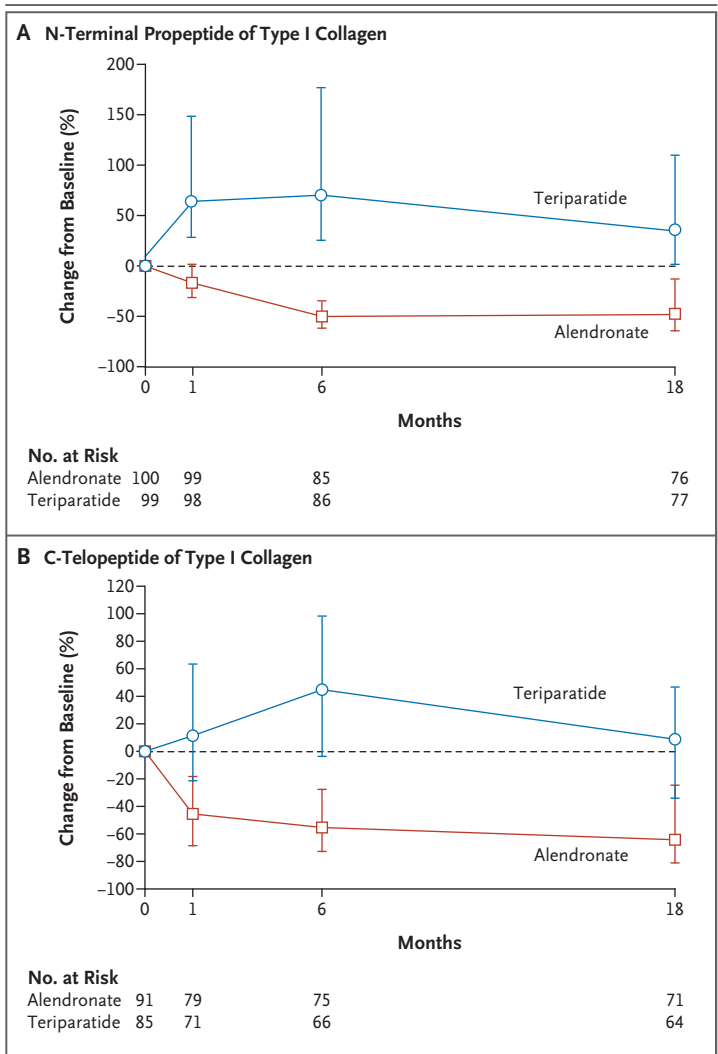 A N-Terminal Propeptide of Type I Collagen
200
150
100
50
0
−50
−100
Change from Baseline (%)
Teriparatide
Alendronate
0 1 6 18
Months
No. at Risk
Alendronate 100 99 85 76
Teriparatide 99 98 86 77
B C-Telopeptide of Type I Collagen
120
100
80
60
40
20
0
−20
−40
−60
−80
−100
Change from Baseline (%)
Teriparatide
Alendronate
0 1 6 18
Months
No. at Risk
Alendronate 91 79 75 71
Teriparatide 85 71 66 64